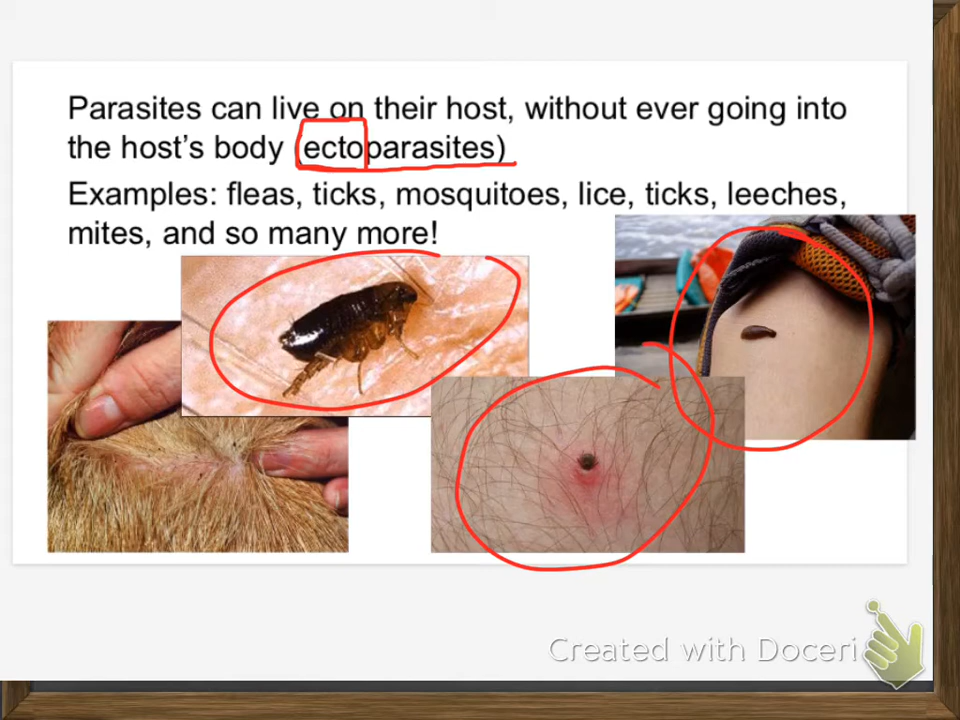 Parasites can live on their host, without ever going into
the host's body (ectoparasites)
Examples: fleas, ticks, mosquitoes, lice, ticks, leeches,
mites, and so many more!
Created with Doceri